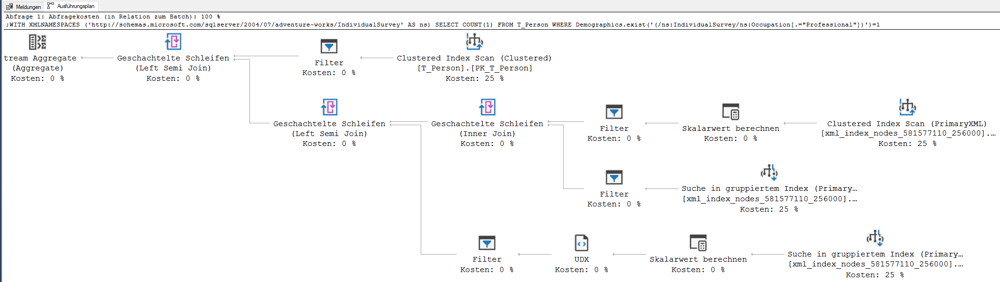 Meldungen
Ausführungsplan
Abfrage 1: Abfragekosten (in Relation zum Batch): 100 %
;WITH XMLNAMESPACES ('http://schemas.microsoft.com/sqlserver/2004/07/adventure-works/IndividualSurvey' AS ns) SELECT COUNT(1) FROM T_Person WHERE Demographics.exist('(/ns:IndividualSurvey/ns:Occupation[.="Professional"])')=1
tream Aggregate
(Aggregate)
Kosten: 0 %
Geschachtelte Schleifen
(Left Semi Join)
Kosten: 0 %
Filter
Kosten: 0 %
Clustered Index Scan (Clustered)
[T_Person].[PK_T_Person]
Kosten: 25 %
Geschachtelte Schleifen
(Left Semi Join)
Kosten: 0 %
Geschachtelte Schleifen
(Inner Join)
Kosten: 0 %
Filter
Kosten: 0 %
Skalarwert berechnen
Kosten: 0 %
Clustered Index Scan (PrimaryXML)
[xml_index_nodes_581577110_256000].…
Kosten: 25 %
Filter
Kosten: 0 %
Suche in gruppiertem Index (Primary…
[xml_index_nodes_581577110_256000].…
Kosten: 25 %
Filter
Kosten: 0 %
UDX
Kosten: 0 %
Skalarwert berechnen
Kosten: 0 %
Suche in gruppiertem Index (Primary…
[xml_index_nodes_581577110_256000].…
Kosten: 25 %